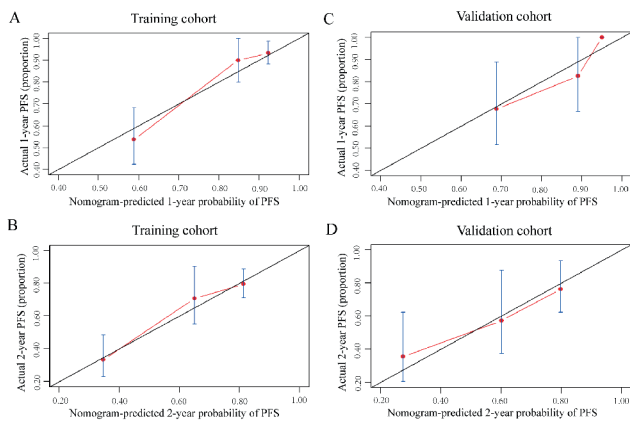 A
Training cohort
Actual 1-year PFS (proportion)
0.40 0.50 0.60 0.70 0.80 0.90 1.00
0.40 0.50 0.60 0.70 0.80 0.90 1.00
Nomogram-predicted 1-year probability of PFS
C
Validation cohort
Actual 1-year PFS (proportion)
0.40 0.50 0.60 0.70 0.80 0.90 1.00
0.40 0.50 0.60 0.70 0.80 0.90 1.00
Nomogram-predicted 1-year probability of PFS
B
Training cohort
Actual 2-year PFS (proportion)
0.20 0.40 0.60 0.80 1.00
0.20 0.40 0.60 0.80 1.00
Nomogram-predicted 2-year probability of PFS
D
Validation cohort
Actual 2-year PFS (proportion)
0.20 0.40 0.60 0.80 1.00
0.20 0.40 0.60 0.80 1.00
Nomogram-predicted 2-year probability of PFS